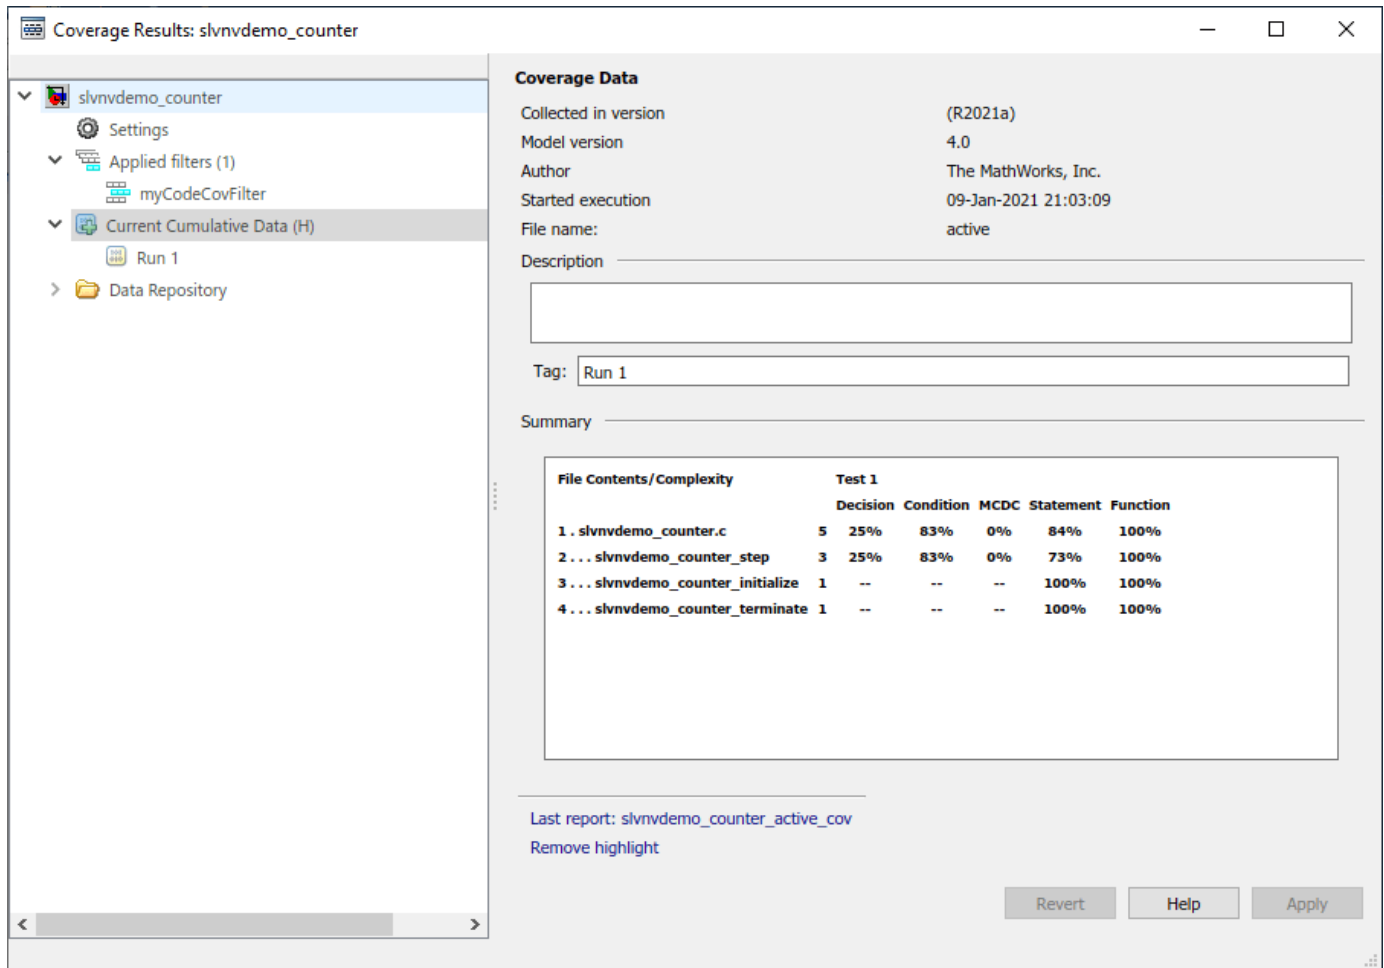 Coverage Results: slvnvdemo_counter
slvnvdemo_counter
Settings
Applied filters (1)
myCodeCovFilter
Current Cumulative Data (H)
Run 1
Data Repository
Coverage Data
Collected in version (R2021a)
Model version 4.0
Author The MathWorks, Inc.
Started execution 09-Jan-2021 21:03:09
File name: active
Description
Tag: Run 1
Summary
File Contents/Complexity Test 1
Decision Condition MCDC Statement Function
1 . slvnvdemo_counter.c 5 25% 83% 0% 84% 100%
2 . . . slvnvdemo_counter_step 3 25% 83% 0% 73% 100%
3 . . . slvnvdemo_counter_initialize 1 -- -- -- 100% 100%
4 . . . slvnvdemo_counter_terminate 1 -- -- -- 100% 100%
Last report: slvnvdemo_counter_active_cov
Remove highlight
Revert Help Apply